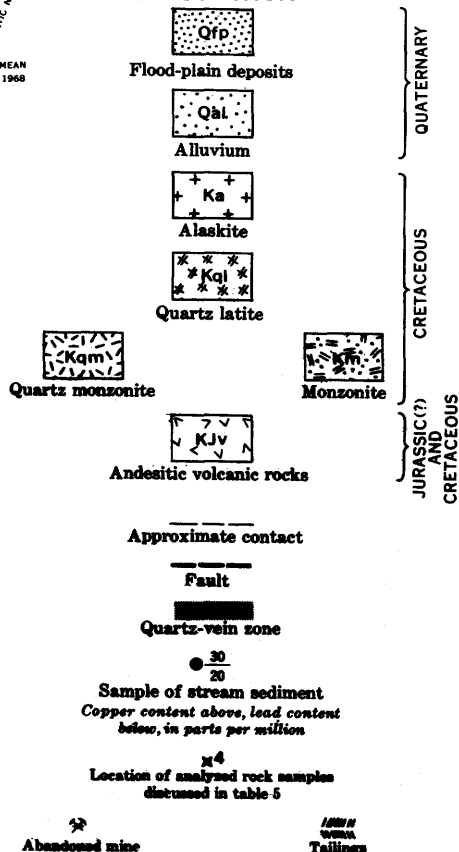 MEAN
1968
Qfp
Flood-plain deposits
Qal
Alluvium
QUATERNARY
Ka
Alaskite
Kql
Quartz latite
Kqm
Quartz monzonite
Km
Monzonite
CRETACEOUS
KJv
Andesitic volcanic rocks
JURASSIC(?)
AND
CRETACEOUS
Approximate contact
Fault
Quartz-vein zone
30
20
Sample of stream sediment
Copper content above, lead content
below, in parts per million
x4
Location of analyzed rock samples
discussed in table 5
Abandoned mine
Tailings